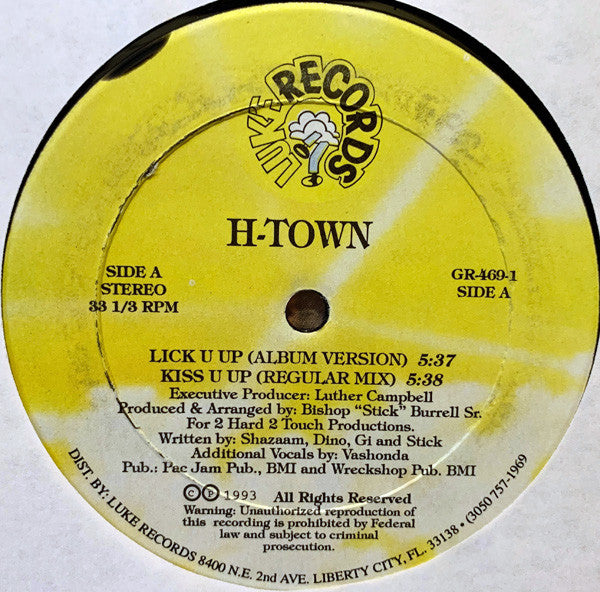 LUKE RECORDS
H-TOWN
SIDE A
STEREO
33 1/3 RPM
GR-469-1
SIDE A
LICK U UP (ALBUM VERSION) 5:37
KISS U UP (REGULAR MIX) 5:38
Executive Producer: Luther Campbell
Produced & Arranged by: Bishop “Stick” Burrell Sr.
For 2 Hard 2 Touch Productions.
Written by: Shazaam, Dino, Gi and Stick
Additional Vocals by: Vashonda
Pub.: Pac Jam Pub., BMI and Wreckshop Pub. BMI
©℗ 1993 All Rights Reserved
Warning: Unauthorized reproduction of
this recording is prohibited by Federal
law and subject to criminal
prosecution.
DIST. BY: LUKE RECORDS 8400 N.E. 2nd AVE. LIBERTY CITY, FL. 33138 • (3050 757-1969